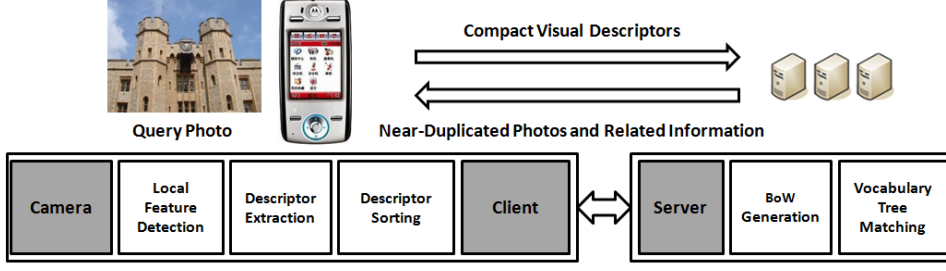 Compact Visual Descriptors
Query Photo
Near-Duplicated Photos and Related Information
Camera
Local
Feature
Detection
Descriptor
Extraction
Descriptor
Sorting
Client
Server
BoW
Generation
Vocabulary
Tree
Matching